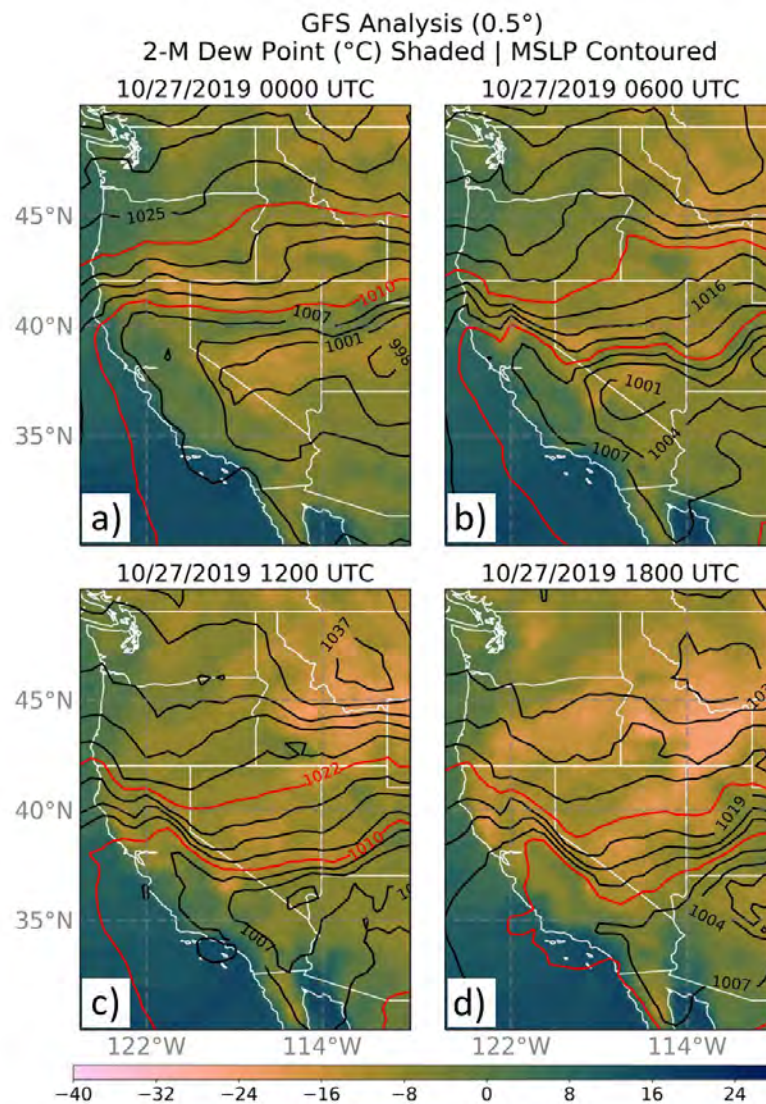 GFS Analysis (0.5°)
2-M Dew Point (°C) Shaded | MSLP Contoured
10/27/2019 0000 UTC
10/27/2019 0600 UTC
45°N
40°N
35°N
1025
1010
1007
1001
998
a)
1016
1001
1004
1007
b)
10/27/2019 1200 UTC
10/27/2019 1800 UTC
45°N
40°N
35°N
1037
1022
1010
1007
c)
1019
1004
1007
d)
122°W
114°W
122°W
114°W
−40
−32
−24
−16
−8
0
8
16
24